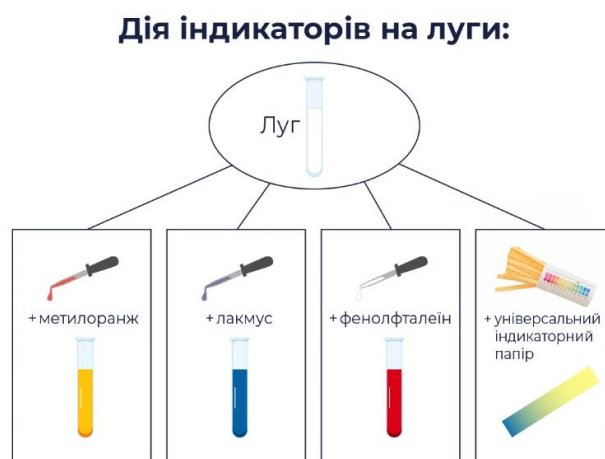 Дія індикаторів на луги:
Луг
+ метилоранж
+ лакмус
+ фенолфталеїн
+ універсальний
індикаторний
папір